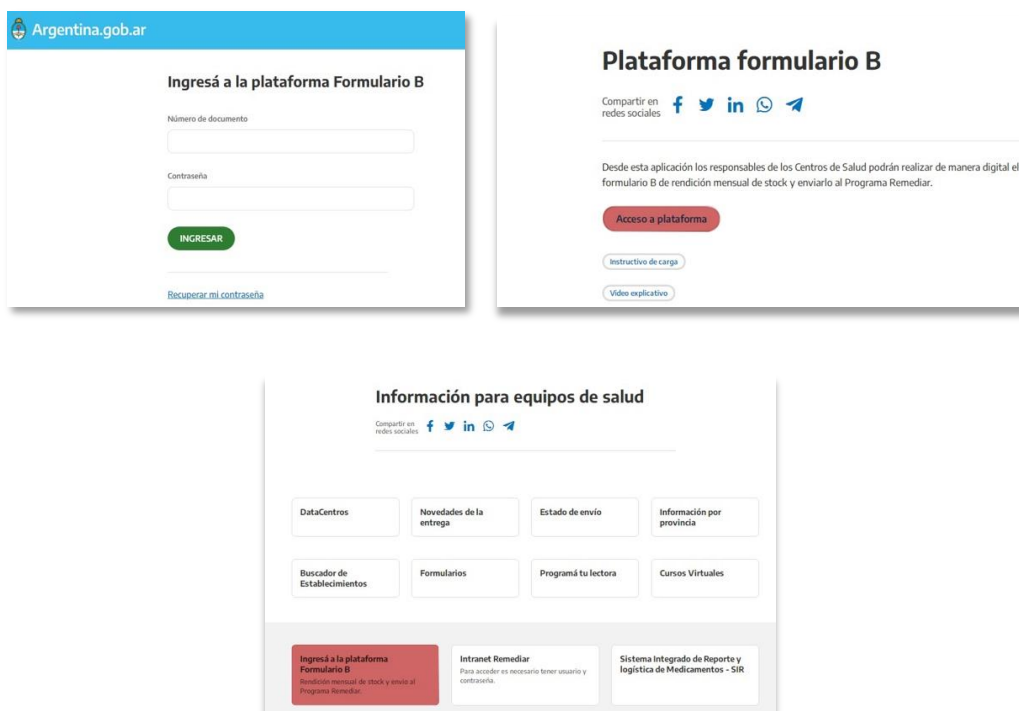 Argentina.gob.ar
Ingresá a la plataforma Formulario B
Número de documento
Contraseña
INGRESAR
Recuperar mi contraseña
Plataforma formulario B
Compartir en
redes sociales
Desde esta aplicación los responsables de los Centros de Salud podrán realizar de manera digital el
formulario B de rendición mensual de stock y enviarlo al Programa Remediar.
Acceso a plataforma
Instructivo de carga
Video explicativo
Información para equipos de salud
Compartir en
redes sociales
DataCentros
Novedades de la
entrega
Estado de envío
Información por
provincia
Buscador de
Establecimientos
Formularios
Programá tu lectora
Cursos Virtuales
Ingresá a la plataforma
Formulario B
Rendición mensual de stock y envío al
Programa Remediar.
Intranet Remediar
Para acceder es necesario tener usuario y
contraseña.
Sistema Integrado de Reporte y
logística de Medicamentos - SIR